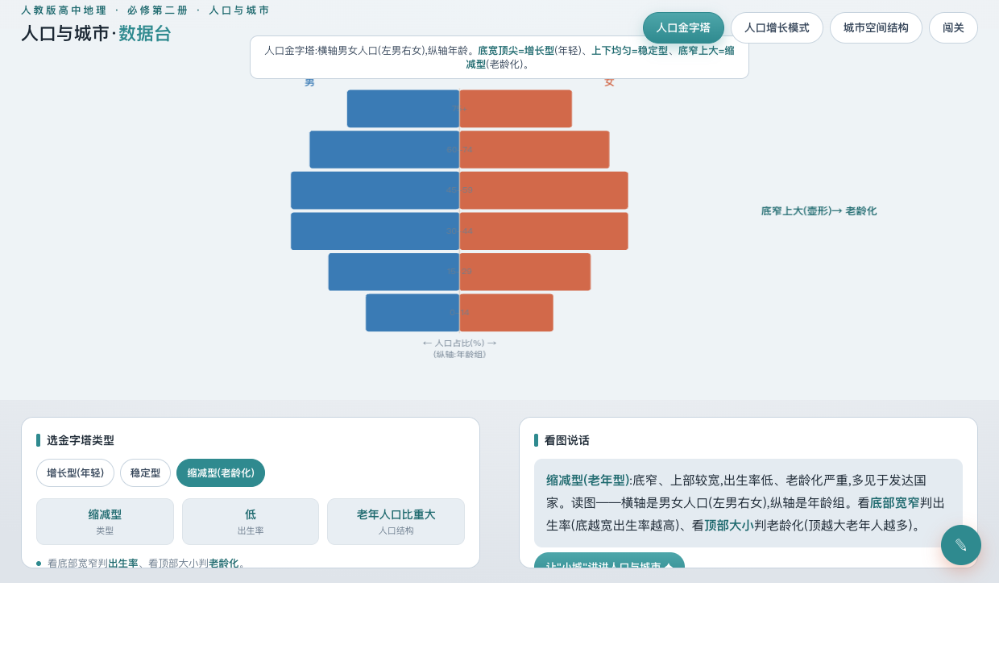 人教版高中地理 · 必修第二册 · 人口与城市
人口与城市·数据台
人口金字塔
人口增长模式
城市空间结构
闯关
人口金字塔:横轴男女人口(左男右女),纵轴年龄。底宽顶尖=增长型(年轻)、上下均匀=稳定型、底窄上大=缩
减型(老龄化)。
男
女
30-44
15-29
0-14
底窄上大(壶形)→ 老龄化
← 人口占比(%) →
(纵轴:年龄组)
选金字塔类型
增长型(年轻)
稳定型
缩减型(老龄化)
缩减型
类型
低
出生率
老年人口比重大
人口结构
看底部宽窄判出生率、看顶部大小判老龄化。
看图说话
缩减型(老年型):底窄、上部较宽,出生率低、老龄化严重,多见于发达国
家。读图——横轴是男女人口(左男右女),纵轴是年龄组。看底部宽窄判出
生率(底越宽出生率越高)、看顶部大小判老龄化(顶越大老年人越多)。
让"小城"讲讲人口与城市 ✦